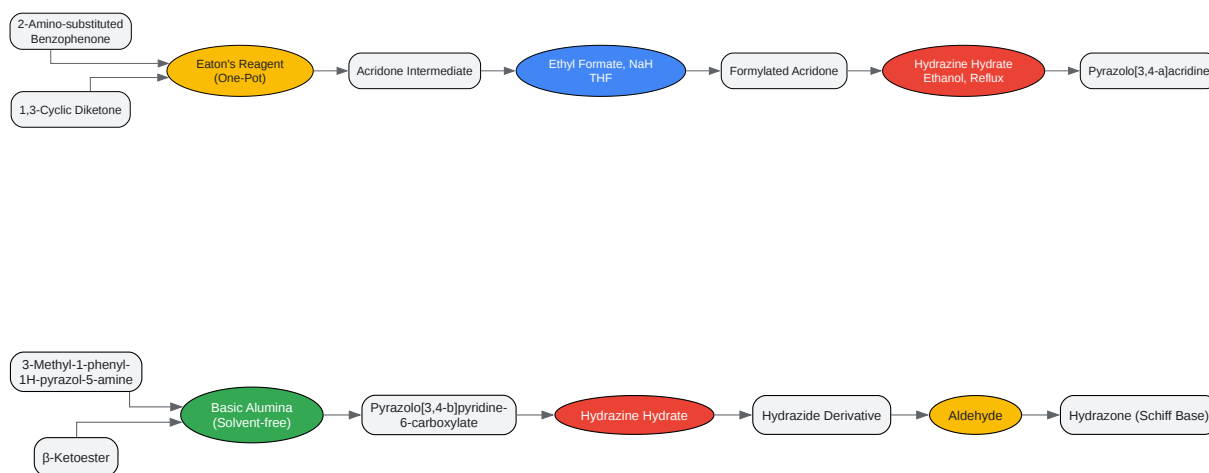 2-Amino-substituted
Benzophenone
1,3-Cyclic Diketone
Eaton's Reagent
(One-Pot)
Acridone Intermediate
Ethyl Formate, NaH
THF
Formylated Acridone
Hydrazine Hydrate
Ethanol, Reflux
Pyrazolo[3,4-a]acridine
3-Methyl-1-phenyl-
1H-pyrazol-5-amine
β-Ketoester
Basic Alumina
(Solvent-free)
Pyrazolo[3,4-b]pyridine-
6-carboxylate
Hydrazine Hydrate
Hydrazide Derivative
Aldehyde
Hydrazone (Schiff Base)